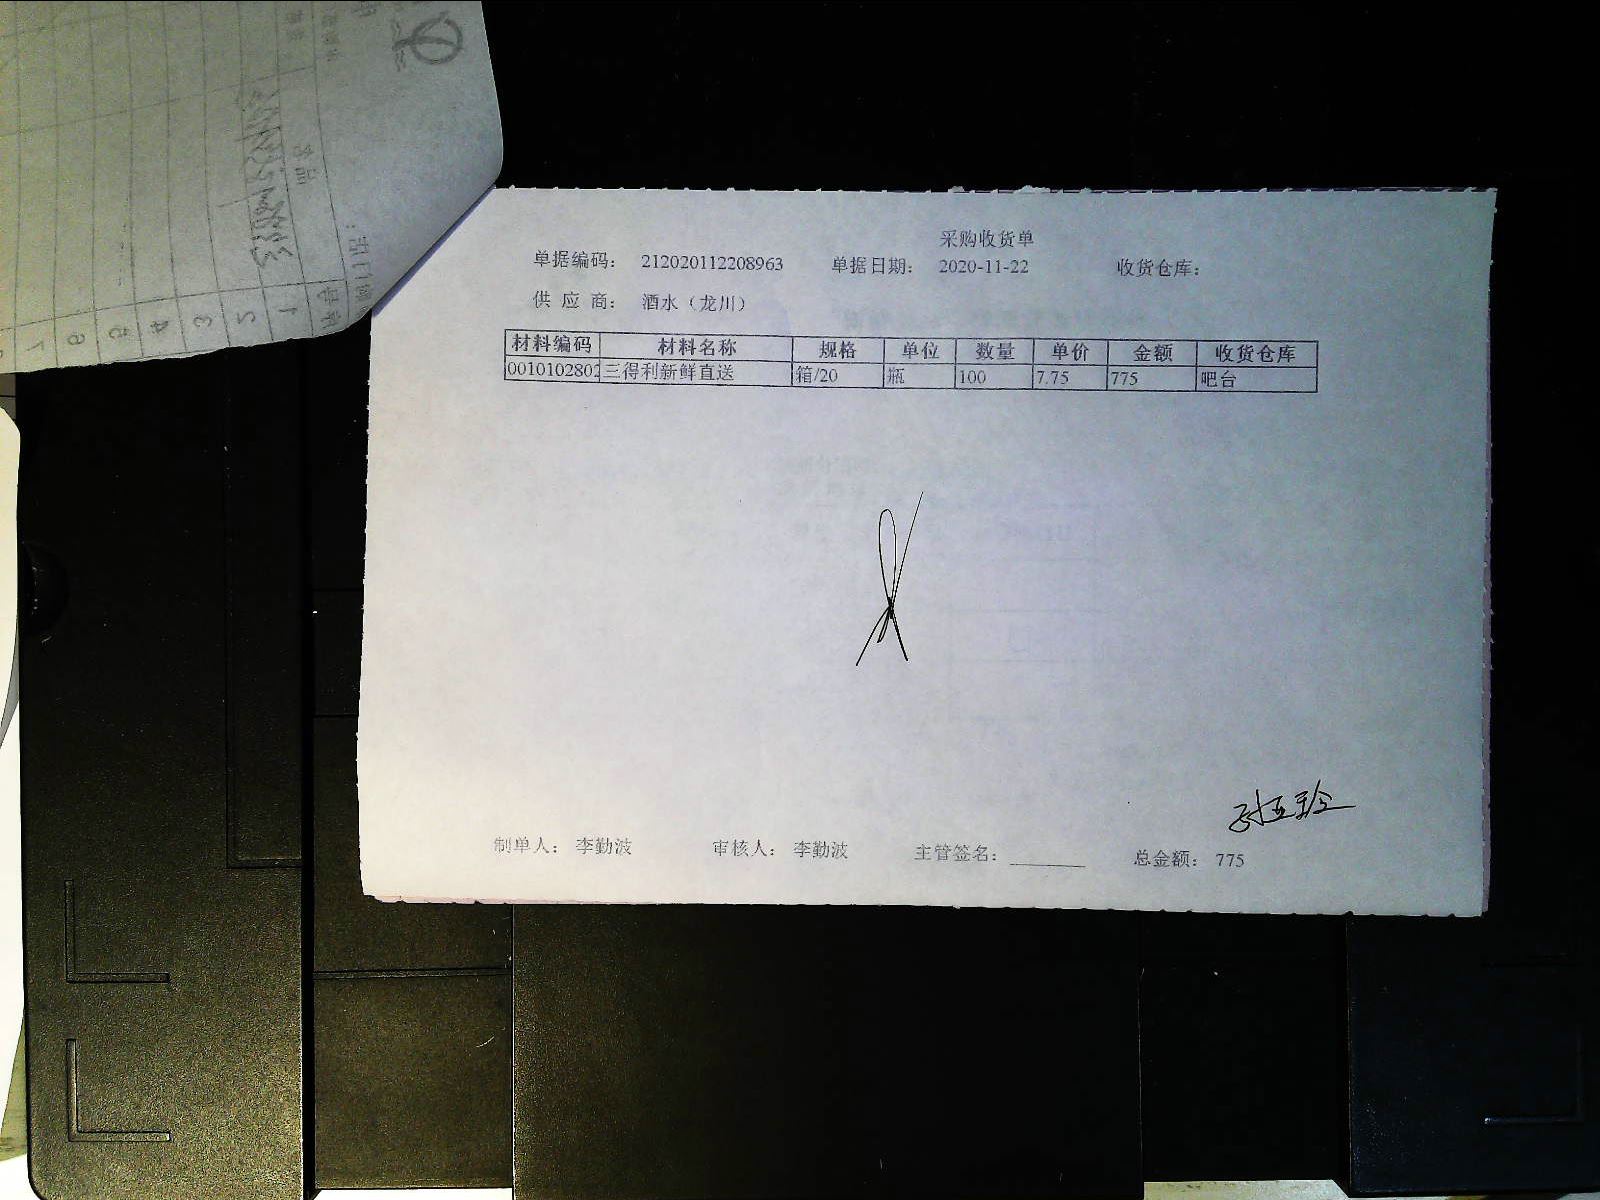 采购收货单
单据编码： 212020112208963 单据日期： 2020-11-22 收货仓库：
供 应 商： 酒水（龙川）
材料编码 材料名称 规格 单位 数量 单价 金额 收货仓库
0010102802 三得利新鲜直送 箱/20 瓶 100 7.75 775 吧台
制单人： 李勤波 审核人： 李勤波 主管签名： 总金额： 775